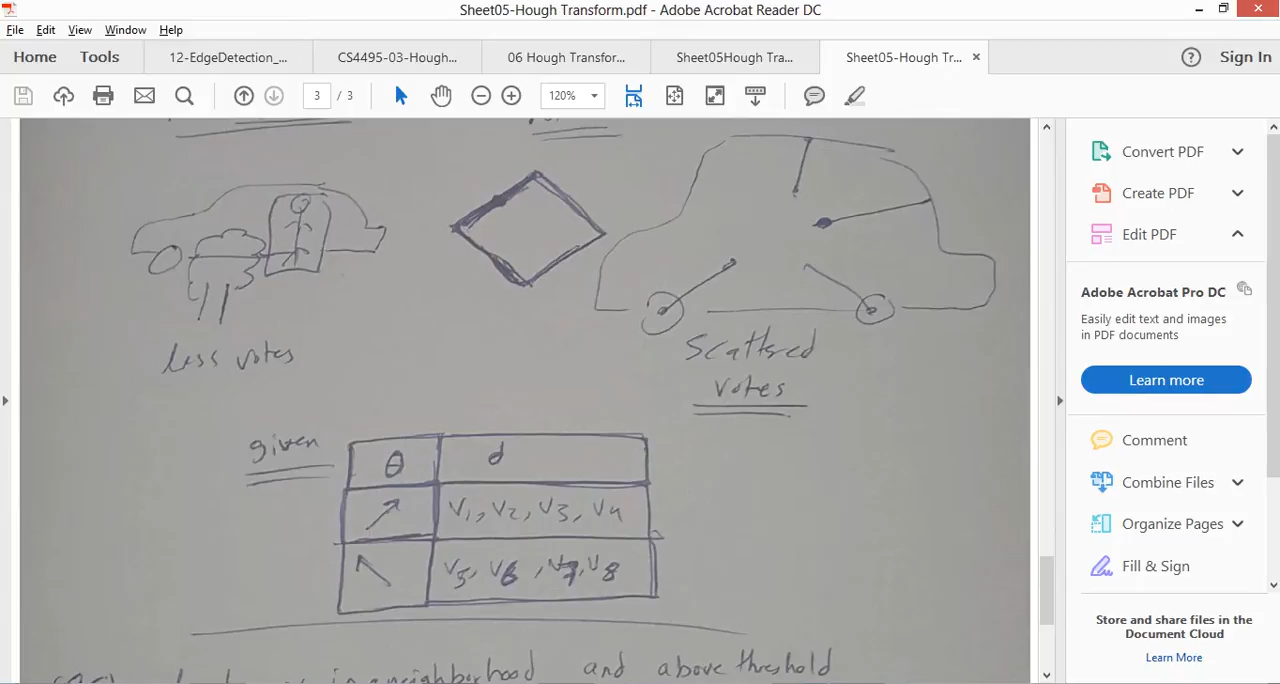 Sheet05-Hough Transform.pdf - Adobe Acrobat Reader DC
File Edit View Window Help
Home Tools 12-EdgeDetection_... CS4495-03-Hough... 06 Hough Transfor... Sheet05Hough Tra... Sheet05-Hough Tr... × Sign In
3 / 3 120%
Convert PDF
Create PDF
Edit PDF
Adobe Acrobat Pro DC
Easily edit text and images
in PDF documents
Learn more
Comment
Combine Files
Organize Pages
Fill & Sign
Store and share files in the
Document Cloud
Learn More
less votes
Scattered
votes
given
θ d
↗ V1, V2, V3, V4
↖ V5, V6, V7, V8
in a neighborhood and above threshold